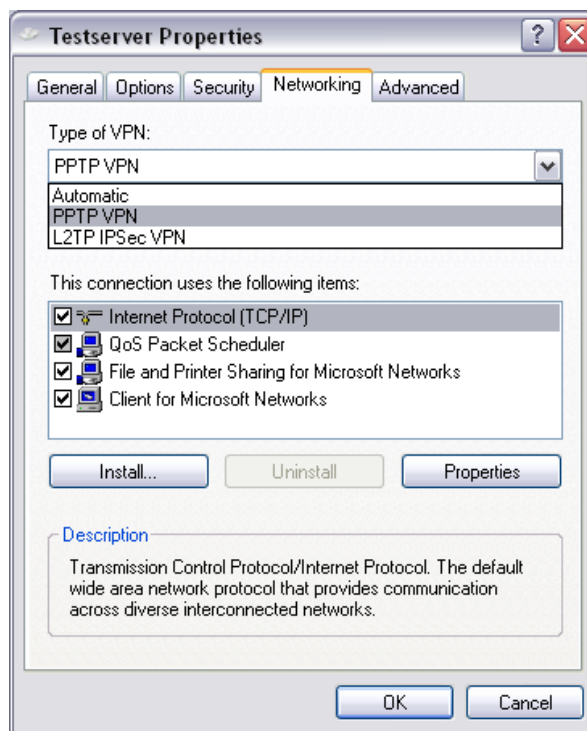 Testserver Properties
General Options Security Networking Advanced
Type of VPN:
PPTP VPN
Automatic
PPTP VPN
L2TP IPSec VPN
This connection uses the following items:
Internet Protocol (TCP/IP)
QoS Packet Scheduler
File and Printer Sharing for Microsoft Networks
Client for Microsoft Networks
Install... Uninstall Properties
Description
Transmission Control Protocol/Internet Protocol. The default
wide area network protocol that provides communication
across diverse interconnected networks.
OK Cancel